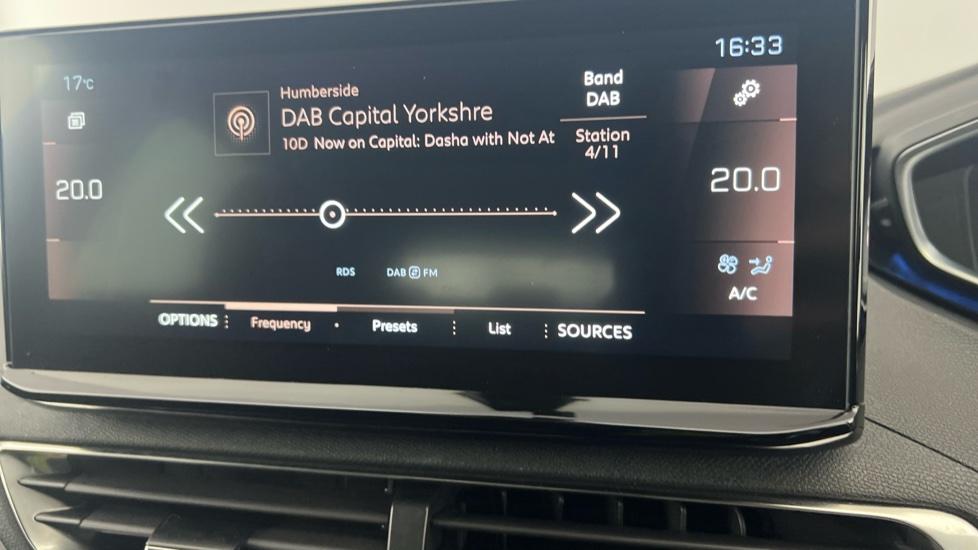 16:33
17°c
Humberside
DAB Capital Yorkshre
10D Now on Capital: Dasha with Not At
Band
DAB
Station
4/11
20.0
20.0
RDS
DAB FM
A/C
OPTIONS
Frequency
Presets
List
SOURCES